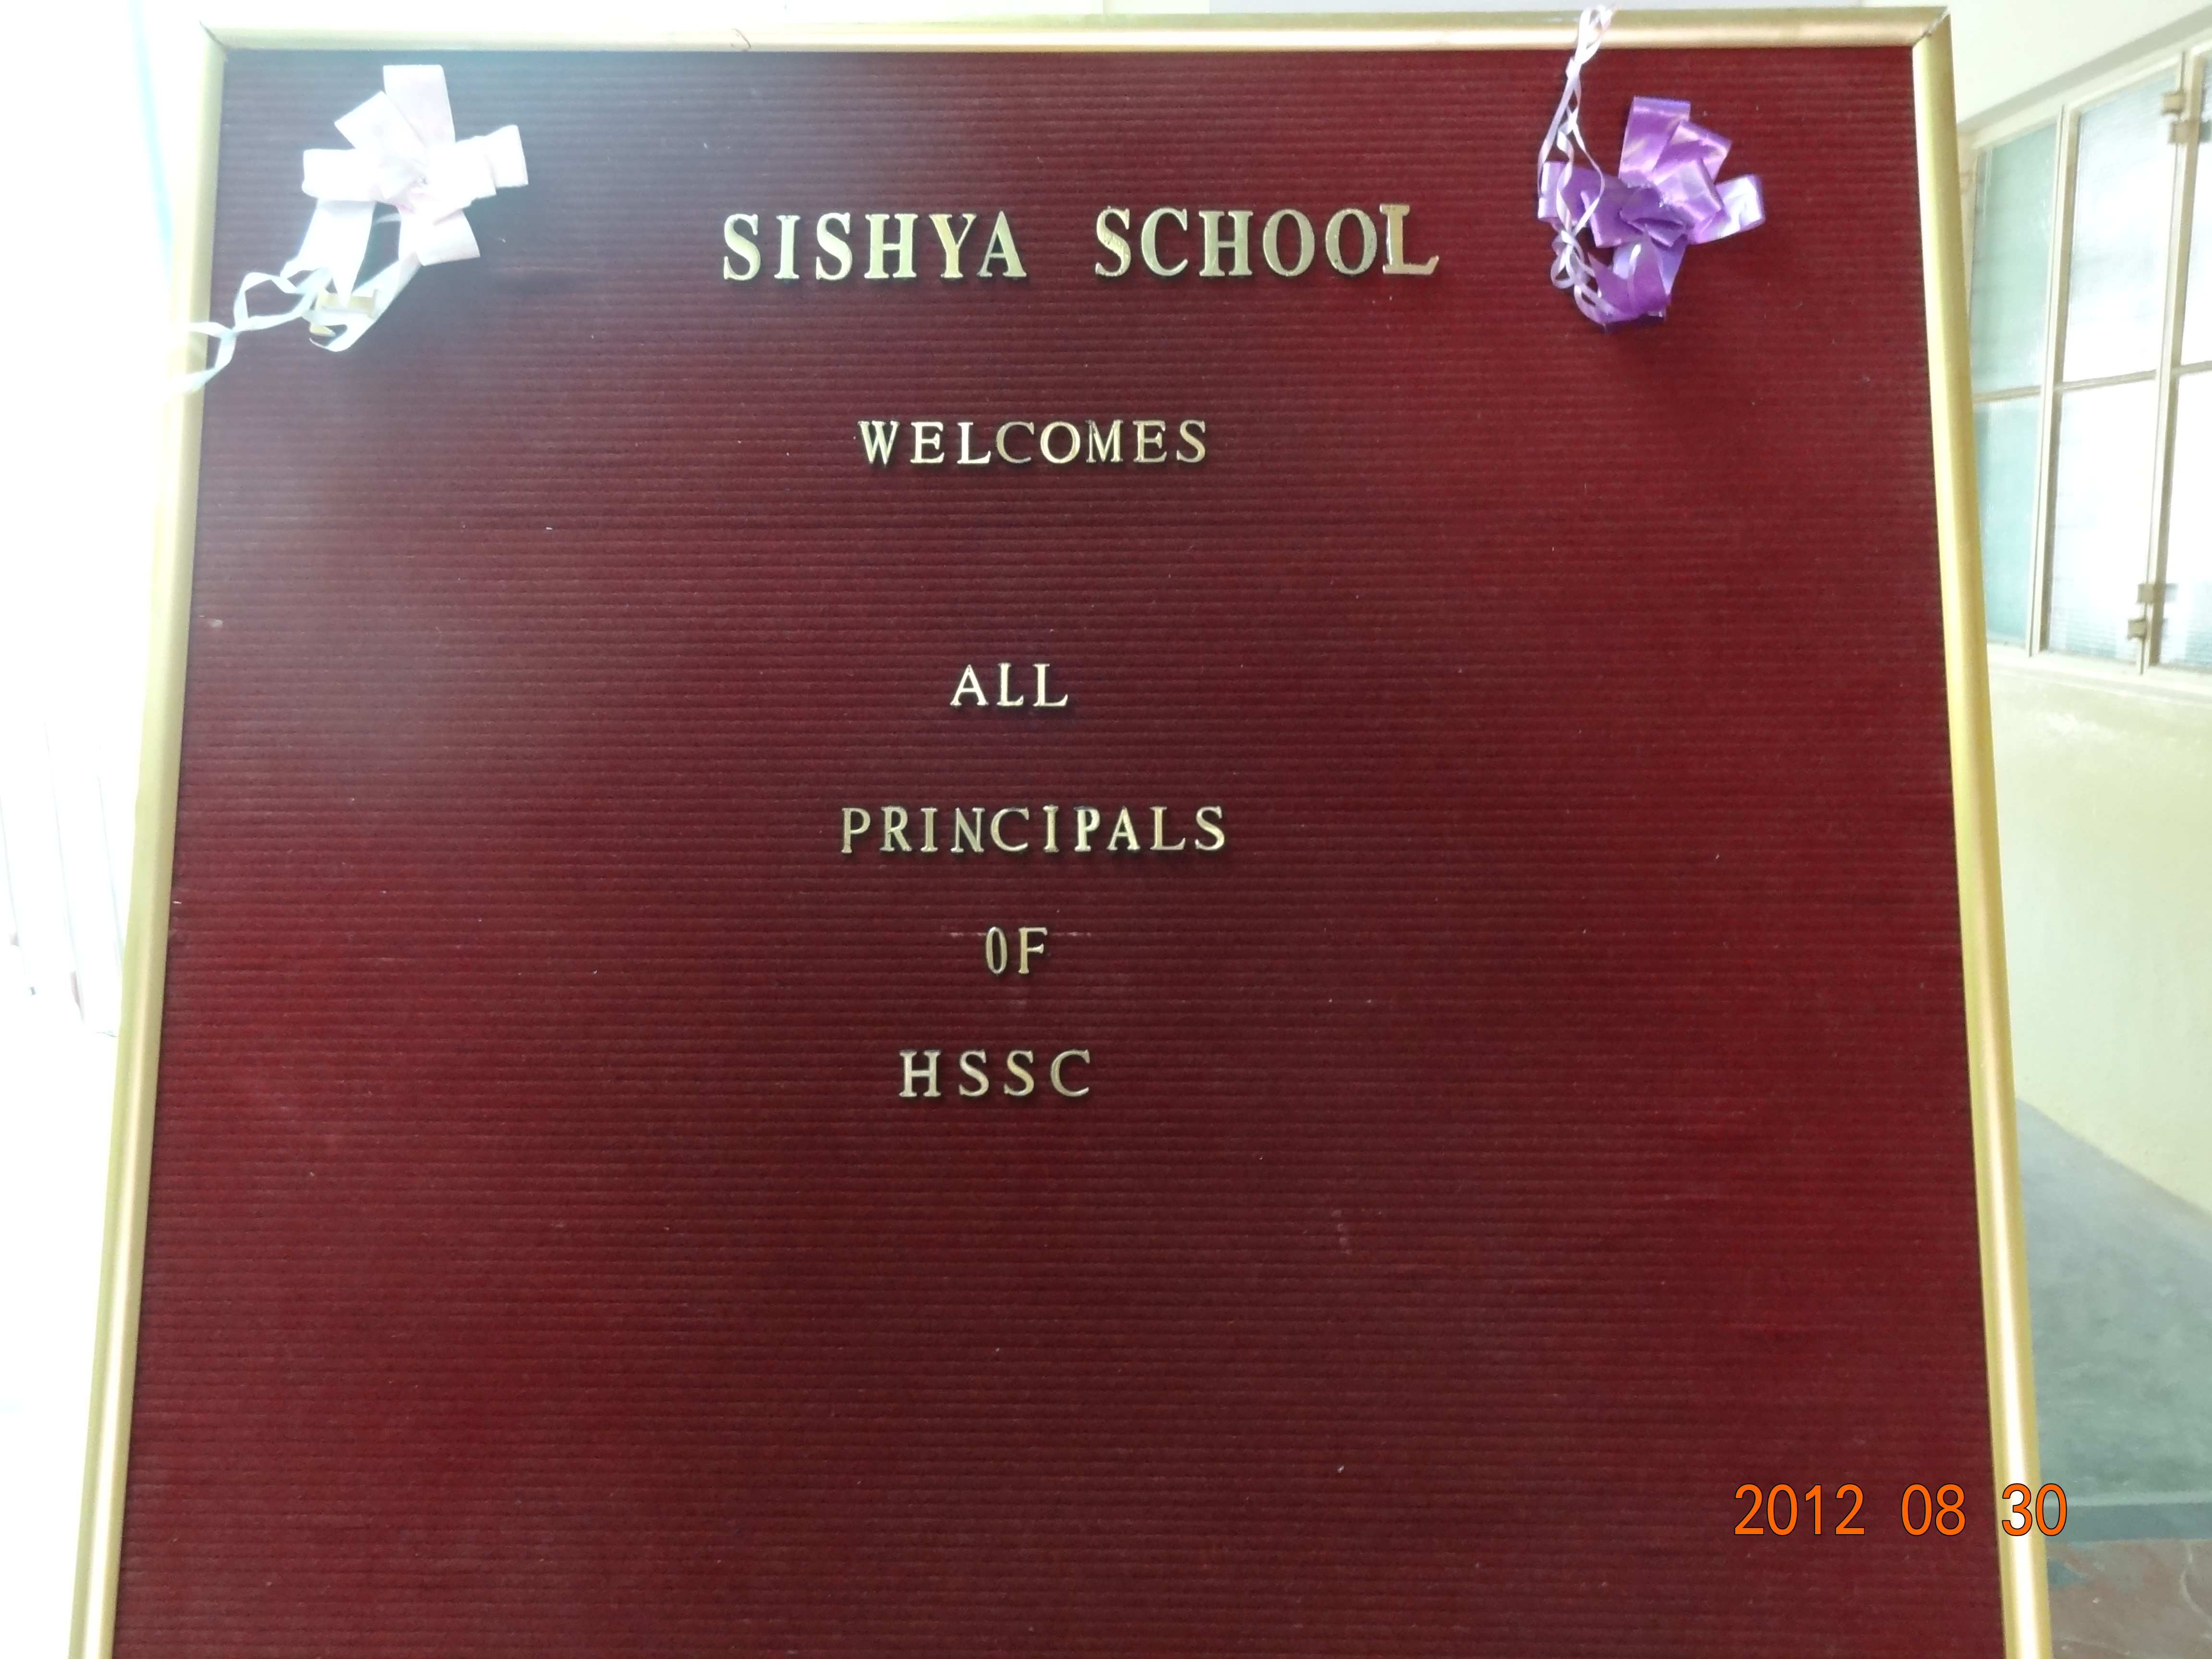 SISHYA SCHOOL
WELCOMES
ALL
PRINCIPALS
0F
HSSC
2012 08 30